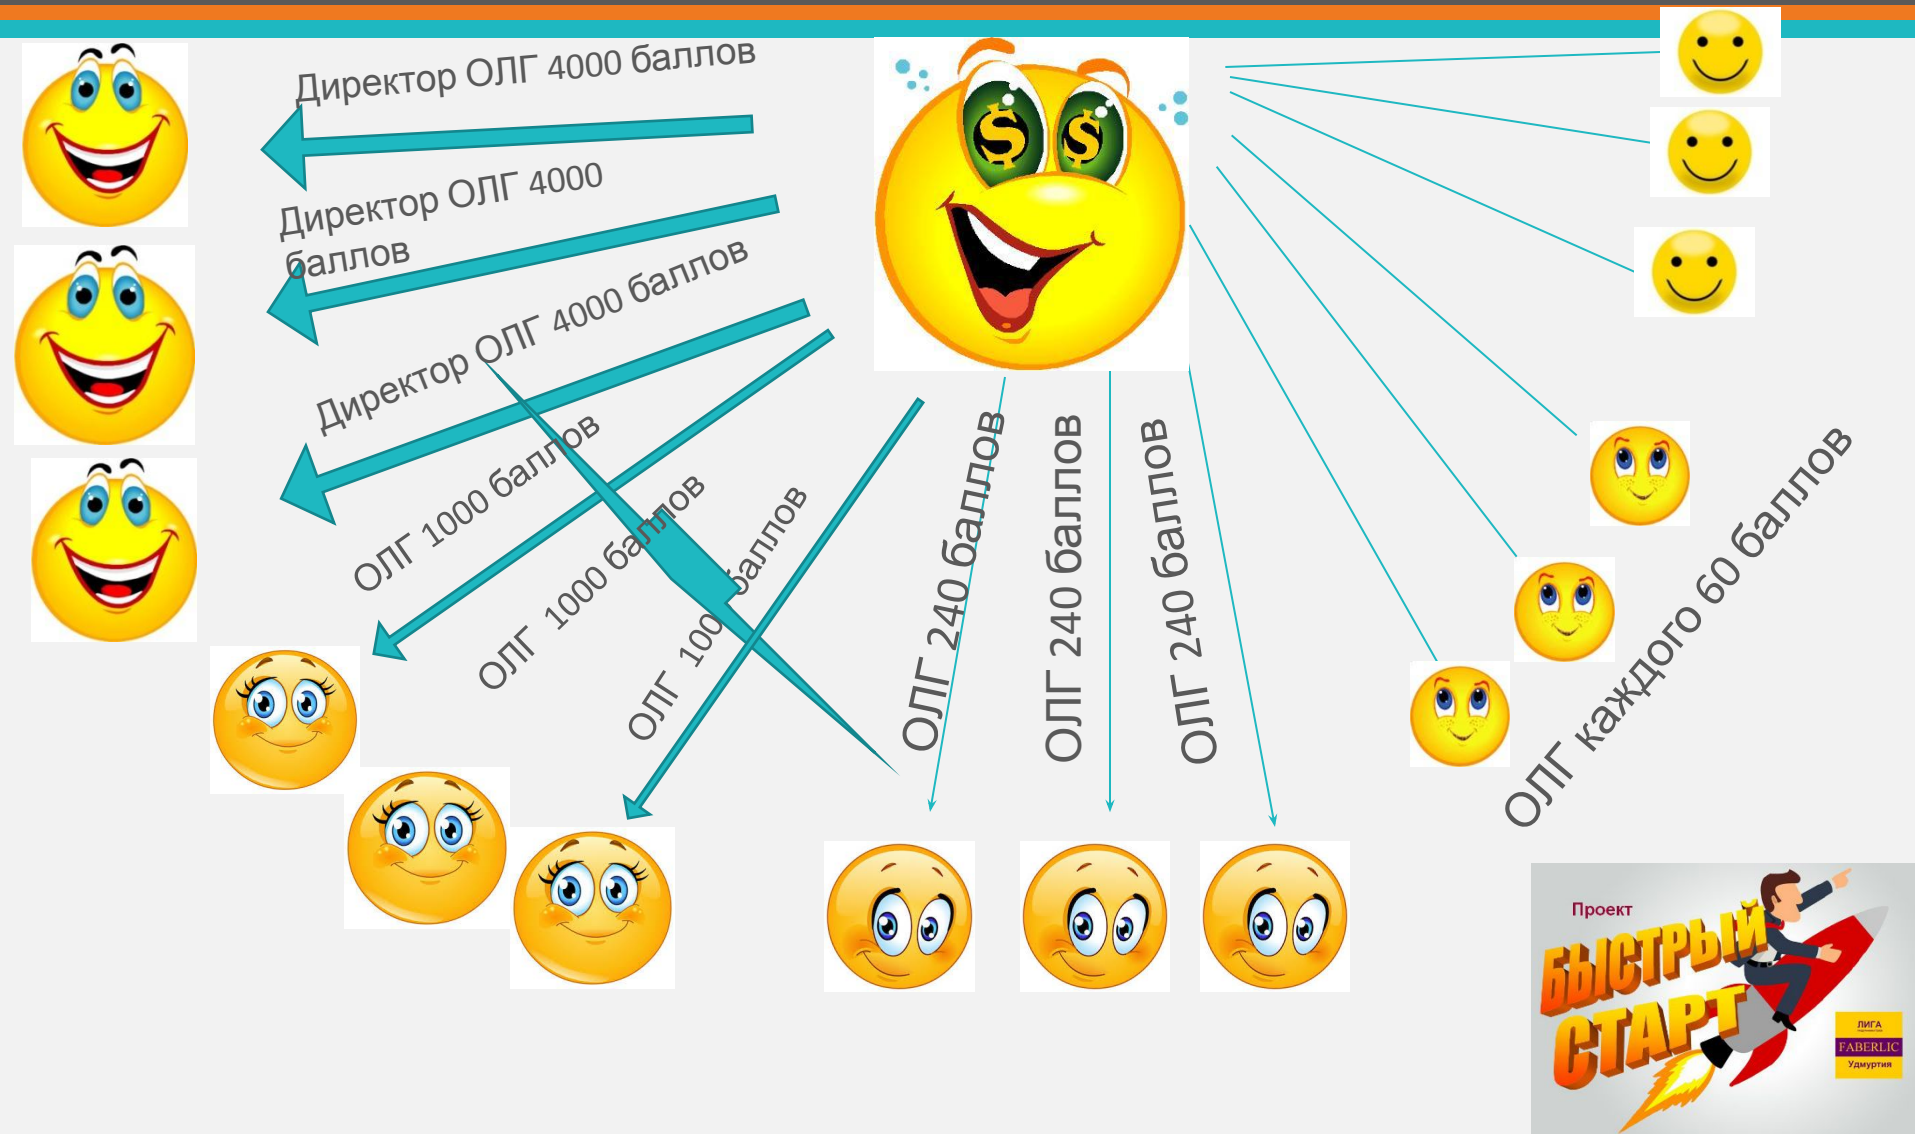 Директор ОЛГ 4000 баллов
Директор ОЛГ 4000
баллов
Директор ОЛГ 4000 баллов
ОЛГ 1000 баллов
ОЛГ 1000 баллов
ОЛГ 100 баллов
ОЛГ 240 баллов
ОЛГ 240 баллов
ОЛГ 240 баллов
ОЛГ каждого 60 баллов
Проект
БЫСТРЫЙ
СТАРТ
ЛИГА
FABERLIC
Удмуртия